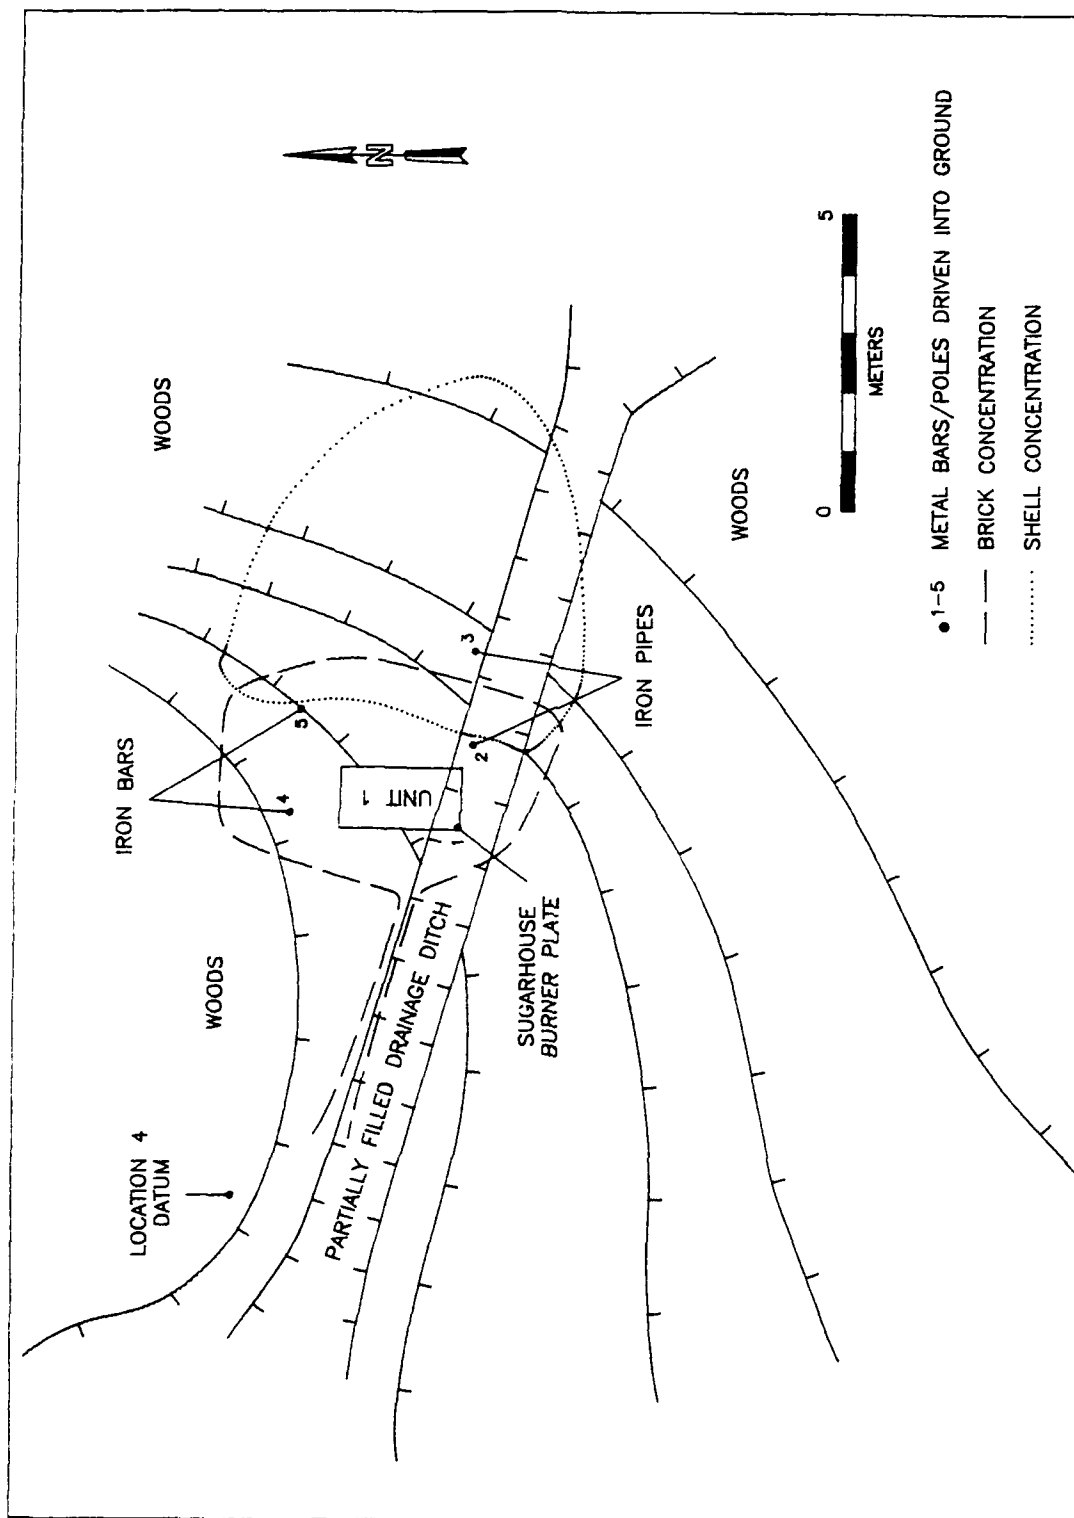 LOCATION 4
DATUM
WOODS
IRON BARS
WOODS
N
4
5
UNIT 1
2
3
PARTIALLY FILLED DRAINAGE DITCH
SUGARHOUSE
BURNER PLATE
IRON PIPES
WOODS
0
5
METERS
1-5 METAL BARS/POLES DRIVEN INTO GROUND
BRICK CONCENTRATION
SHELL CONCENTRATION